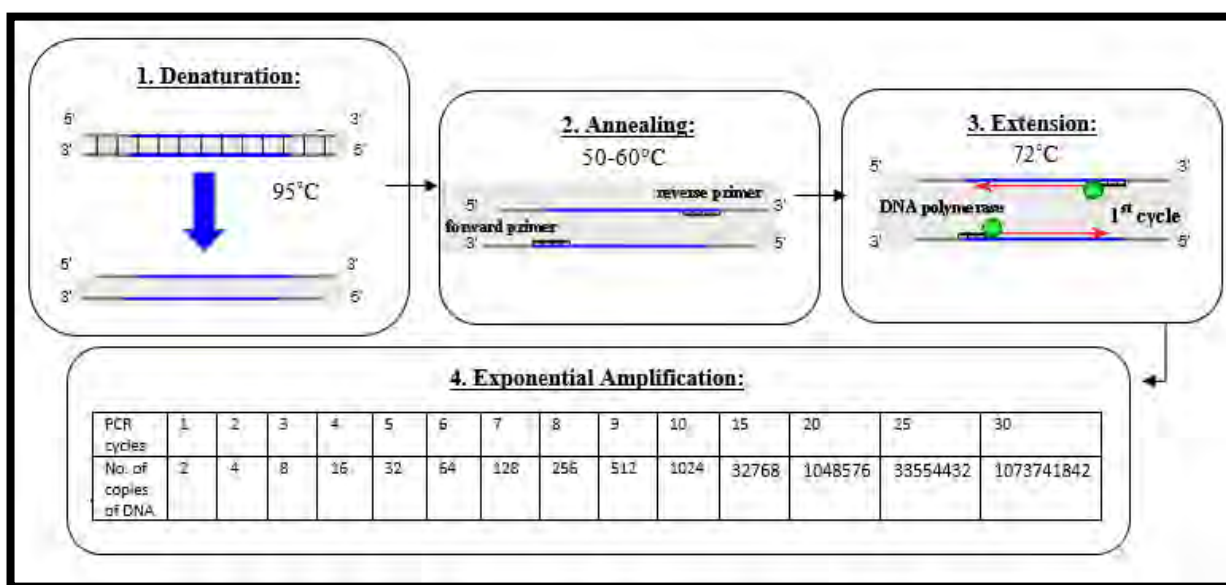 1. Denaturation:
5' 3'
3' 5'
95°C
5' 3'
3' 5'
2. Annealing:
50-60°C
reverse primer
5' 3'
forward primer
3' 5'
3. Extension:
72°C
5' 3'
DNA polymerase
1st cycle
3' 5'
4. Exponential Amplification:
PCR cycles 1 2 3 4 5 6 7 8 9 10 15 20 25 30
No. of copies of DNA 2 4 8 16 32 64 128 256 512 1024 32768 1048576 33554432 1073741842